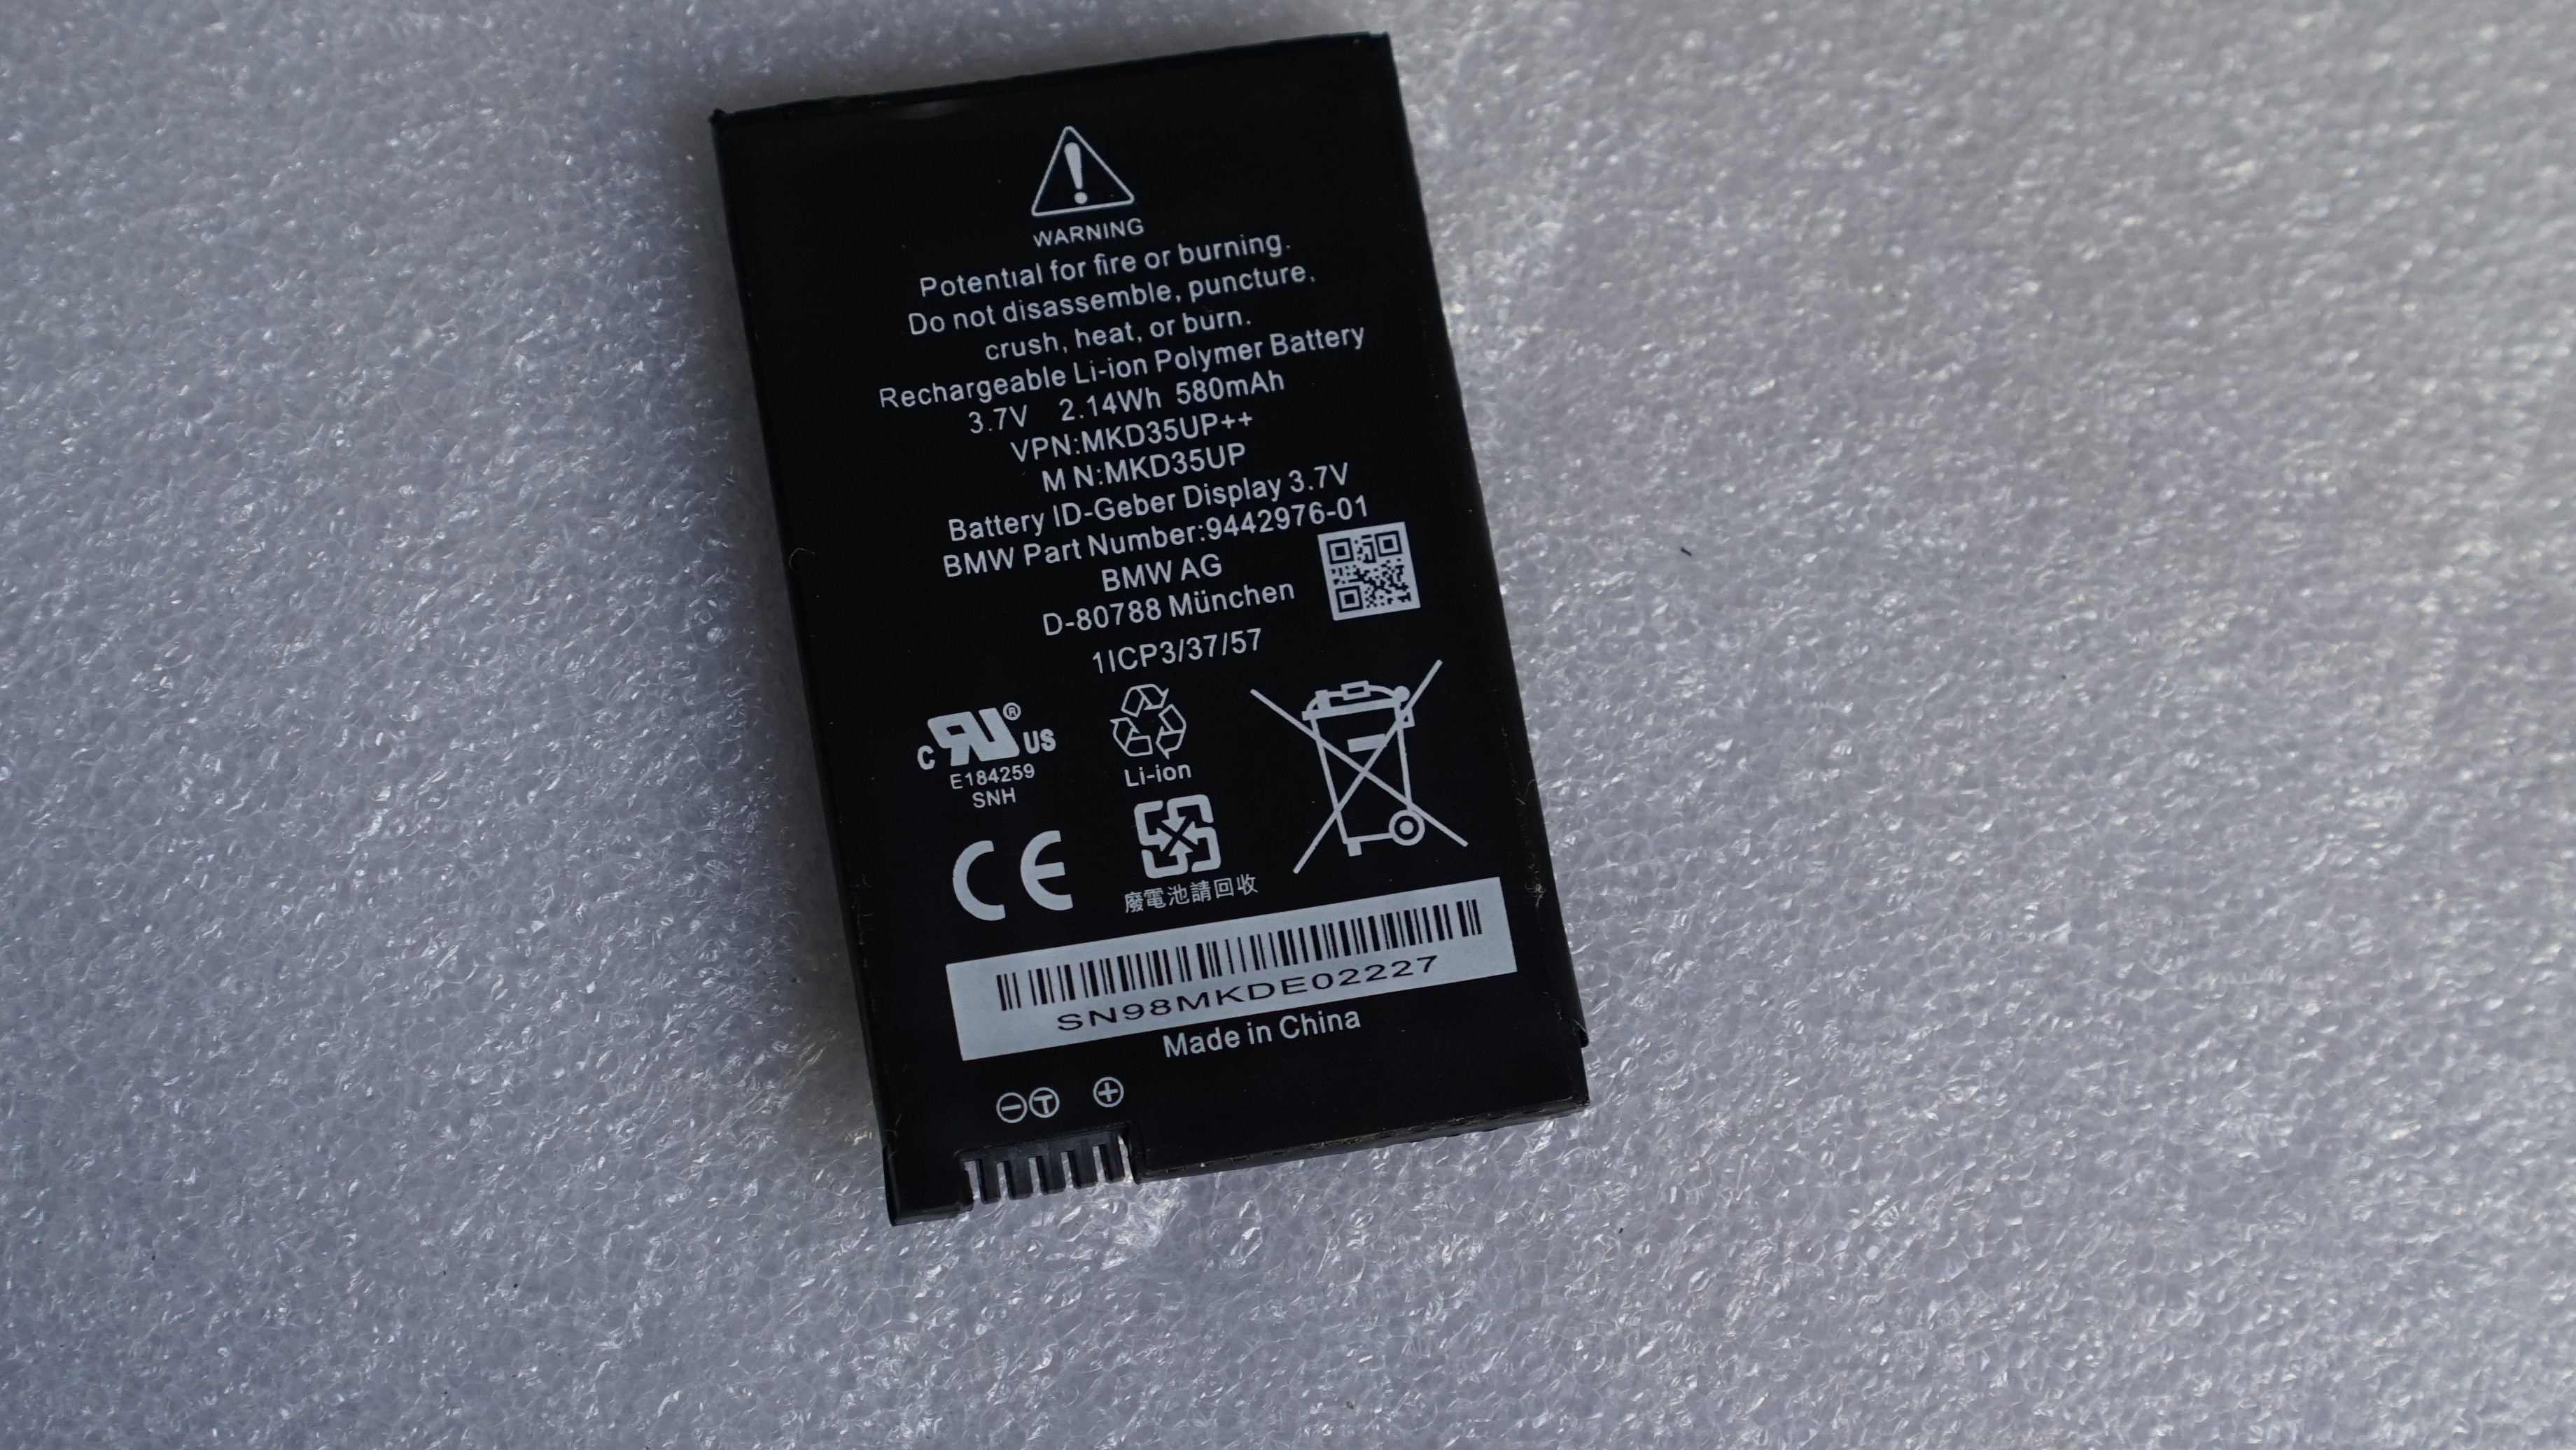 WARNING
Potential for fire or burning.
Do not disassemble, puncture,
crush, heat, or burn.
Rechargeable Li-ion Polymer Battery
3.7V 2.14Wh 580mAh
VPN:MKD35UP++
M N:MKD35UP
Battery ID-Geber Display 3.7V
BMW Part Number:9442976-01
BMW AG
D-80788 München
1ICP3/37/57
c RU ® US
E184259
SNH
Li-ion
CE
廢電池請回收
SN98MKDE02227
Made in China
⊖Ⓣ ⊕